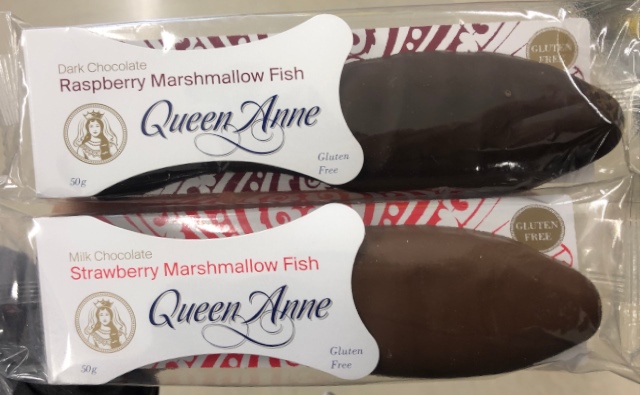 Dark Chocolate
Raspberry Marshmallow Fish
Queen Anne
Gluten
Free
50g
GLUTEN
FREE
Milk Chocolate
Strawberry Marshmallow Fish
Queen Anne
Gluten
Free
50g
GLUTEN
FREE